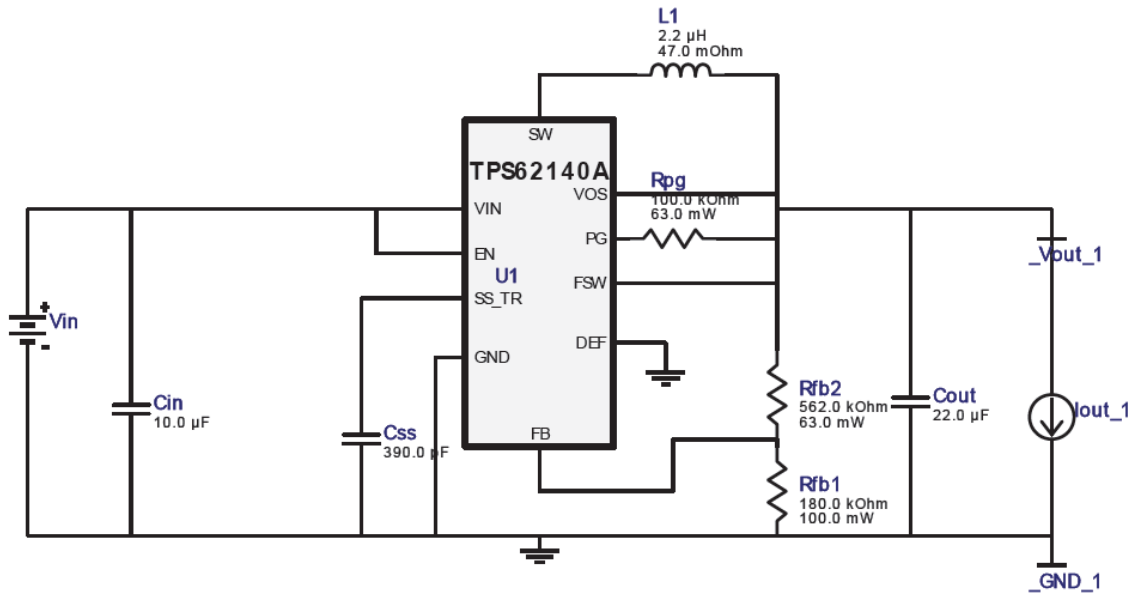 L1
2.2 µH
47.0 mOhm
SW
TPS62140A
VIN
EN
U1
SS_TR
GND
VOS
PG
FSW
DEF
FB
Rpg
100.0 kOhm
63.0 mW
_Vout_1
Vin
Cin
10.0 µF
Css
390.0 pF
Rfb2
562.0 kOhm
63.0 mW
Cout
22.0 µF
Iout_1
Rfb1
180.0 kOhm
100.0 mW
_GND_1